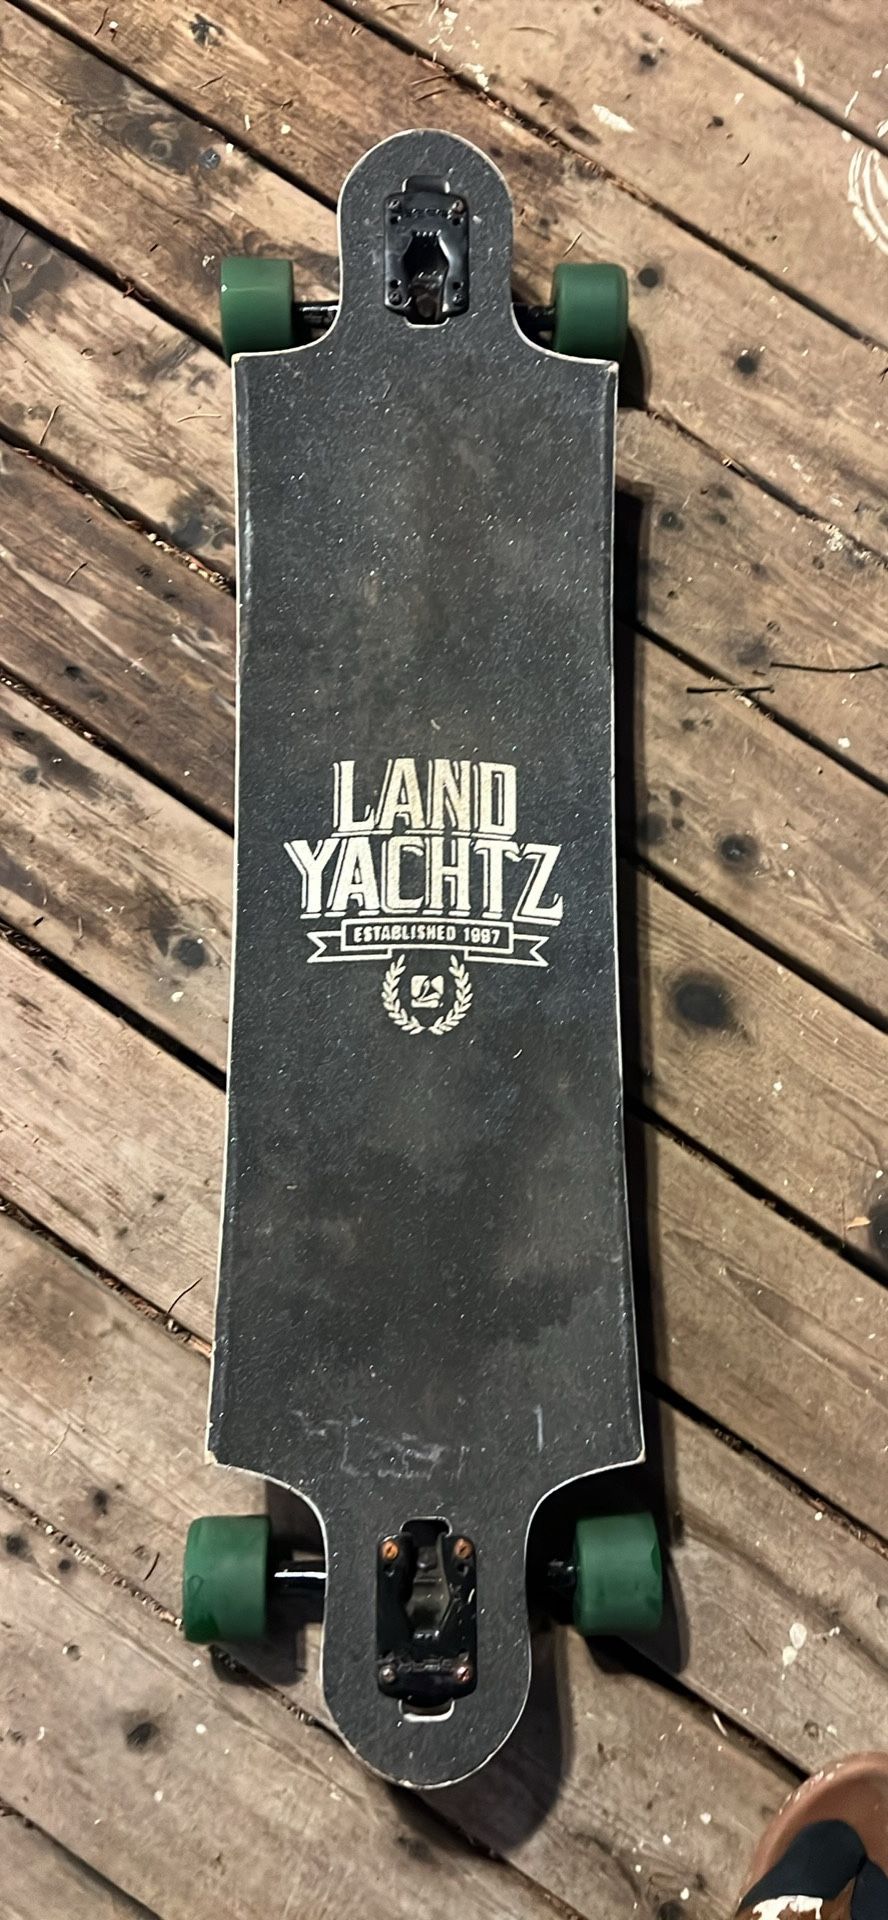 LAND
YACHTZ
ESTABLISHED 1997